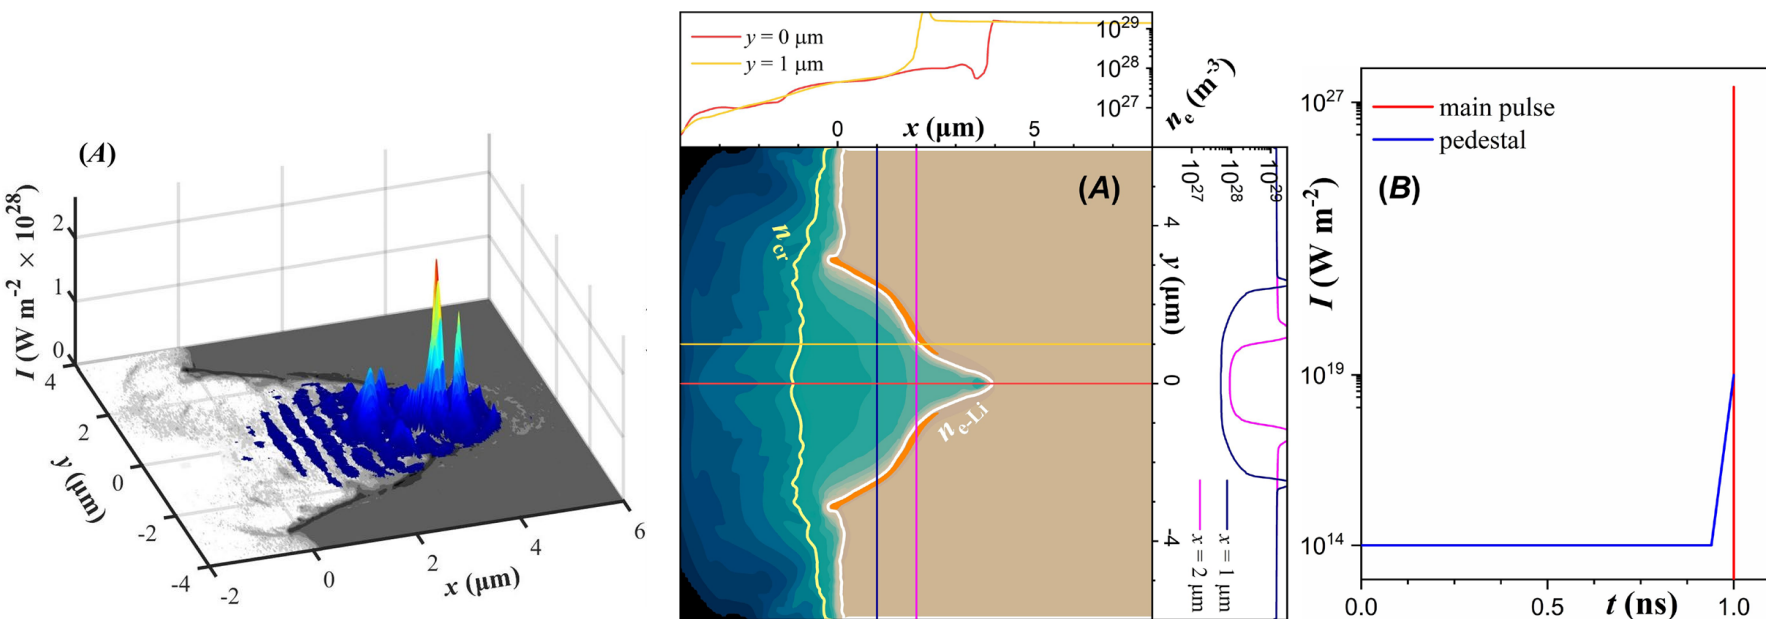 (A)
I (W m-2 × 10^28)
2
1
0
4
2
0
-2
-4
y (μm)
-2
0
2
4
6
x (μm)
y = 0 μm
y = 1 μm
10^29
10^28
10^27
n_e (m^-3)
0
x (μm)
5
10^27
10^28
10^29
(A)
n_cr
n_e-Li
4
y (μm)
0
-4
x = 1 μm
x = 2 μm
10^27
main pulse
pedestal
(B)
I (W m^-2)
10^19
10^14
0.0
0.5
t (ns)
1.0